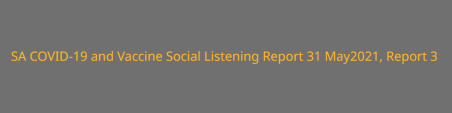 SA COVID-19 and Vaccine Social Listening Report 31 May2021, Report 3